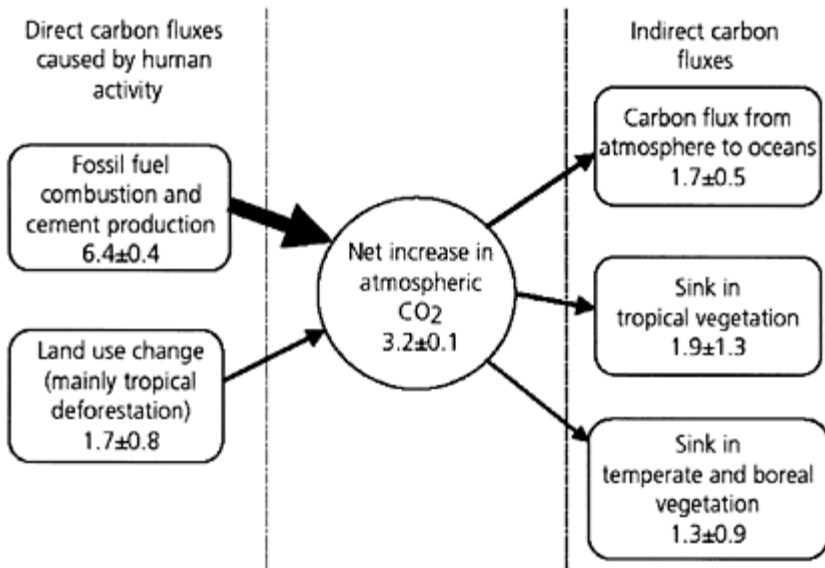 Direct carbon fluxes
caused by human
activity
Fossil fuel
combustion and
cement production
6.4±0.4
Land use change
(mainly tropical
deforestation)
1.7±0.8
Net increase in
atmospheric
CO2
3.2±0.1
Indirect carbon
fluxes
Carbon flux from
atmosphere to oceans
1.7±0.5
Sink in
tropical vegetation
1.9±1.3
Sink in
temperate and boreal
vegetation
1.3±0.9